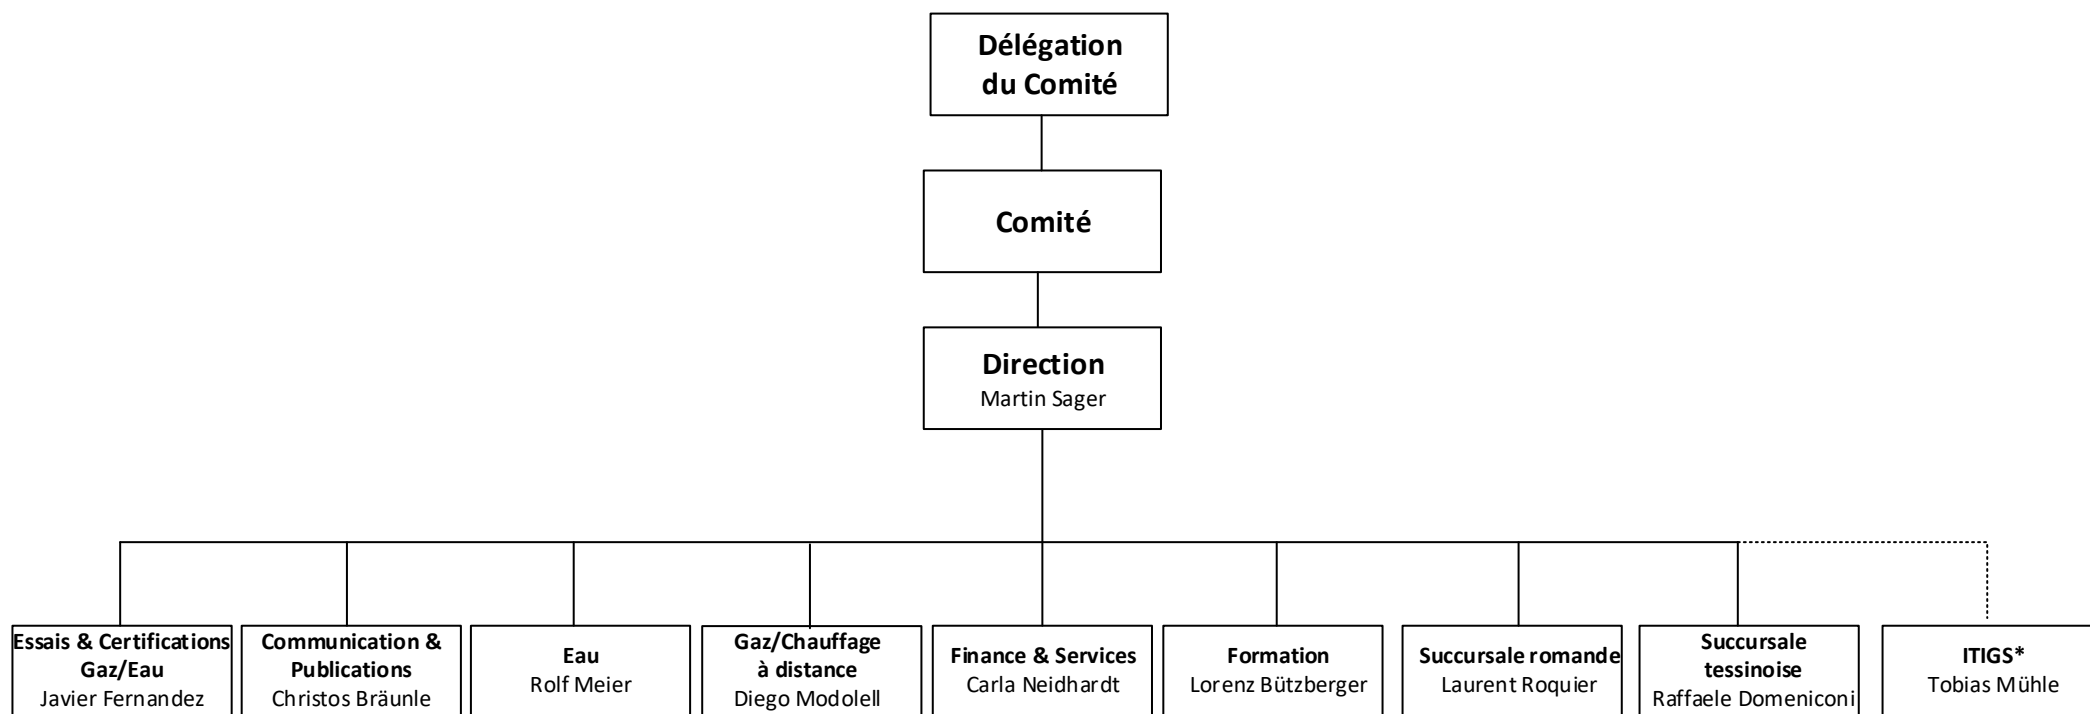 Délégation
du Comité
Comité
Direction
Martin Sager
Essais & Certifications
Gaz/Eau
Javier Fernandez
Communication &
Publications
Christos Bräunle
Eau
Rolf Meier
Gaz/Chauffage
à distance
Diego Modolell
Finance & Services
Carla Neidhardt
Formation
Lorenz Bützberger
Succursale romande
Laurent Roquier
Succursale
tessinoise
Raffaele Domeniconi
ITIGS*
Tobias Mühle